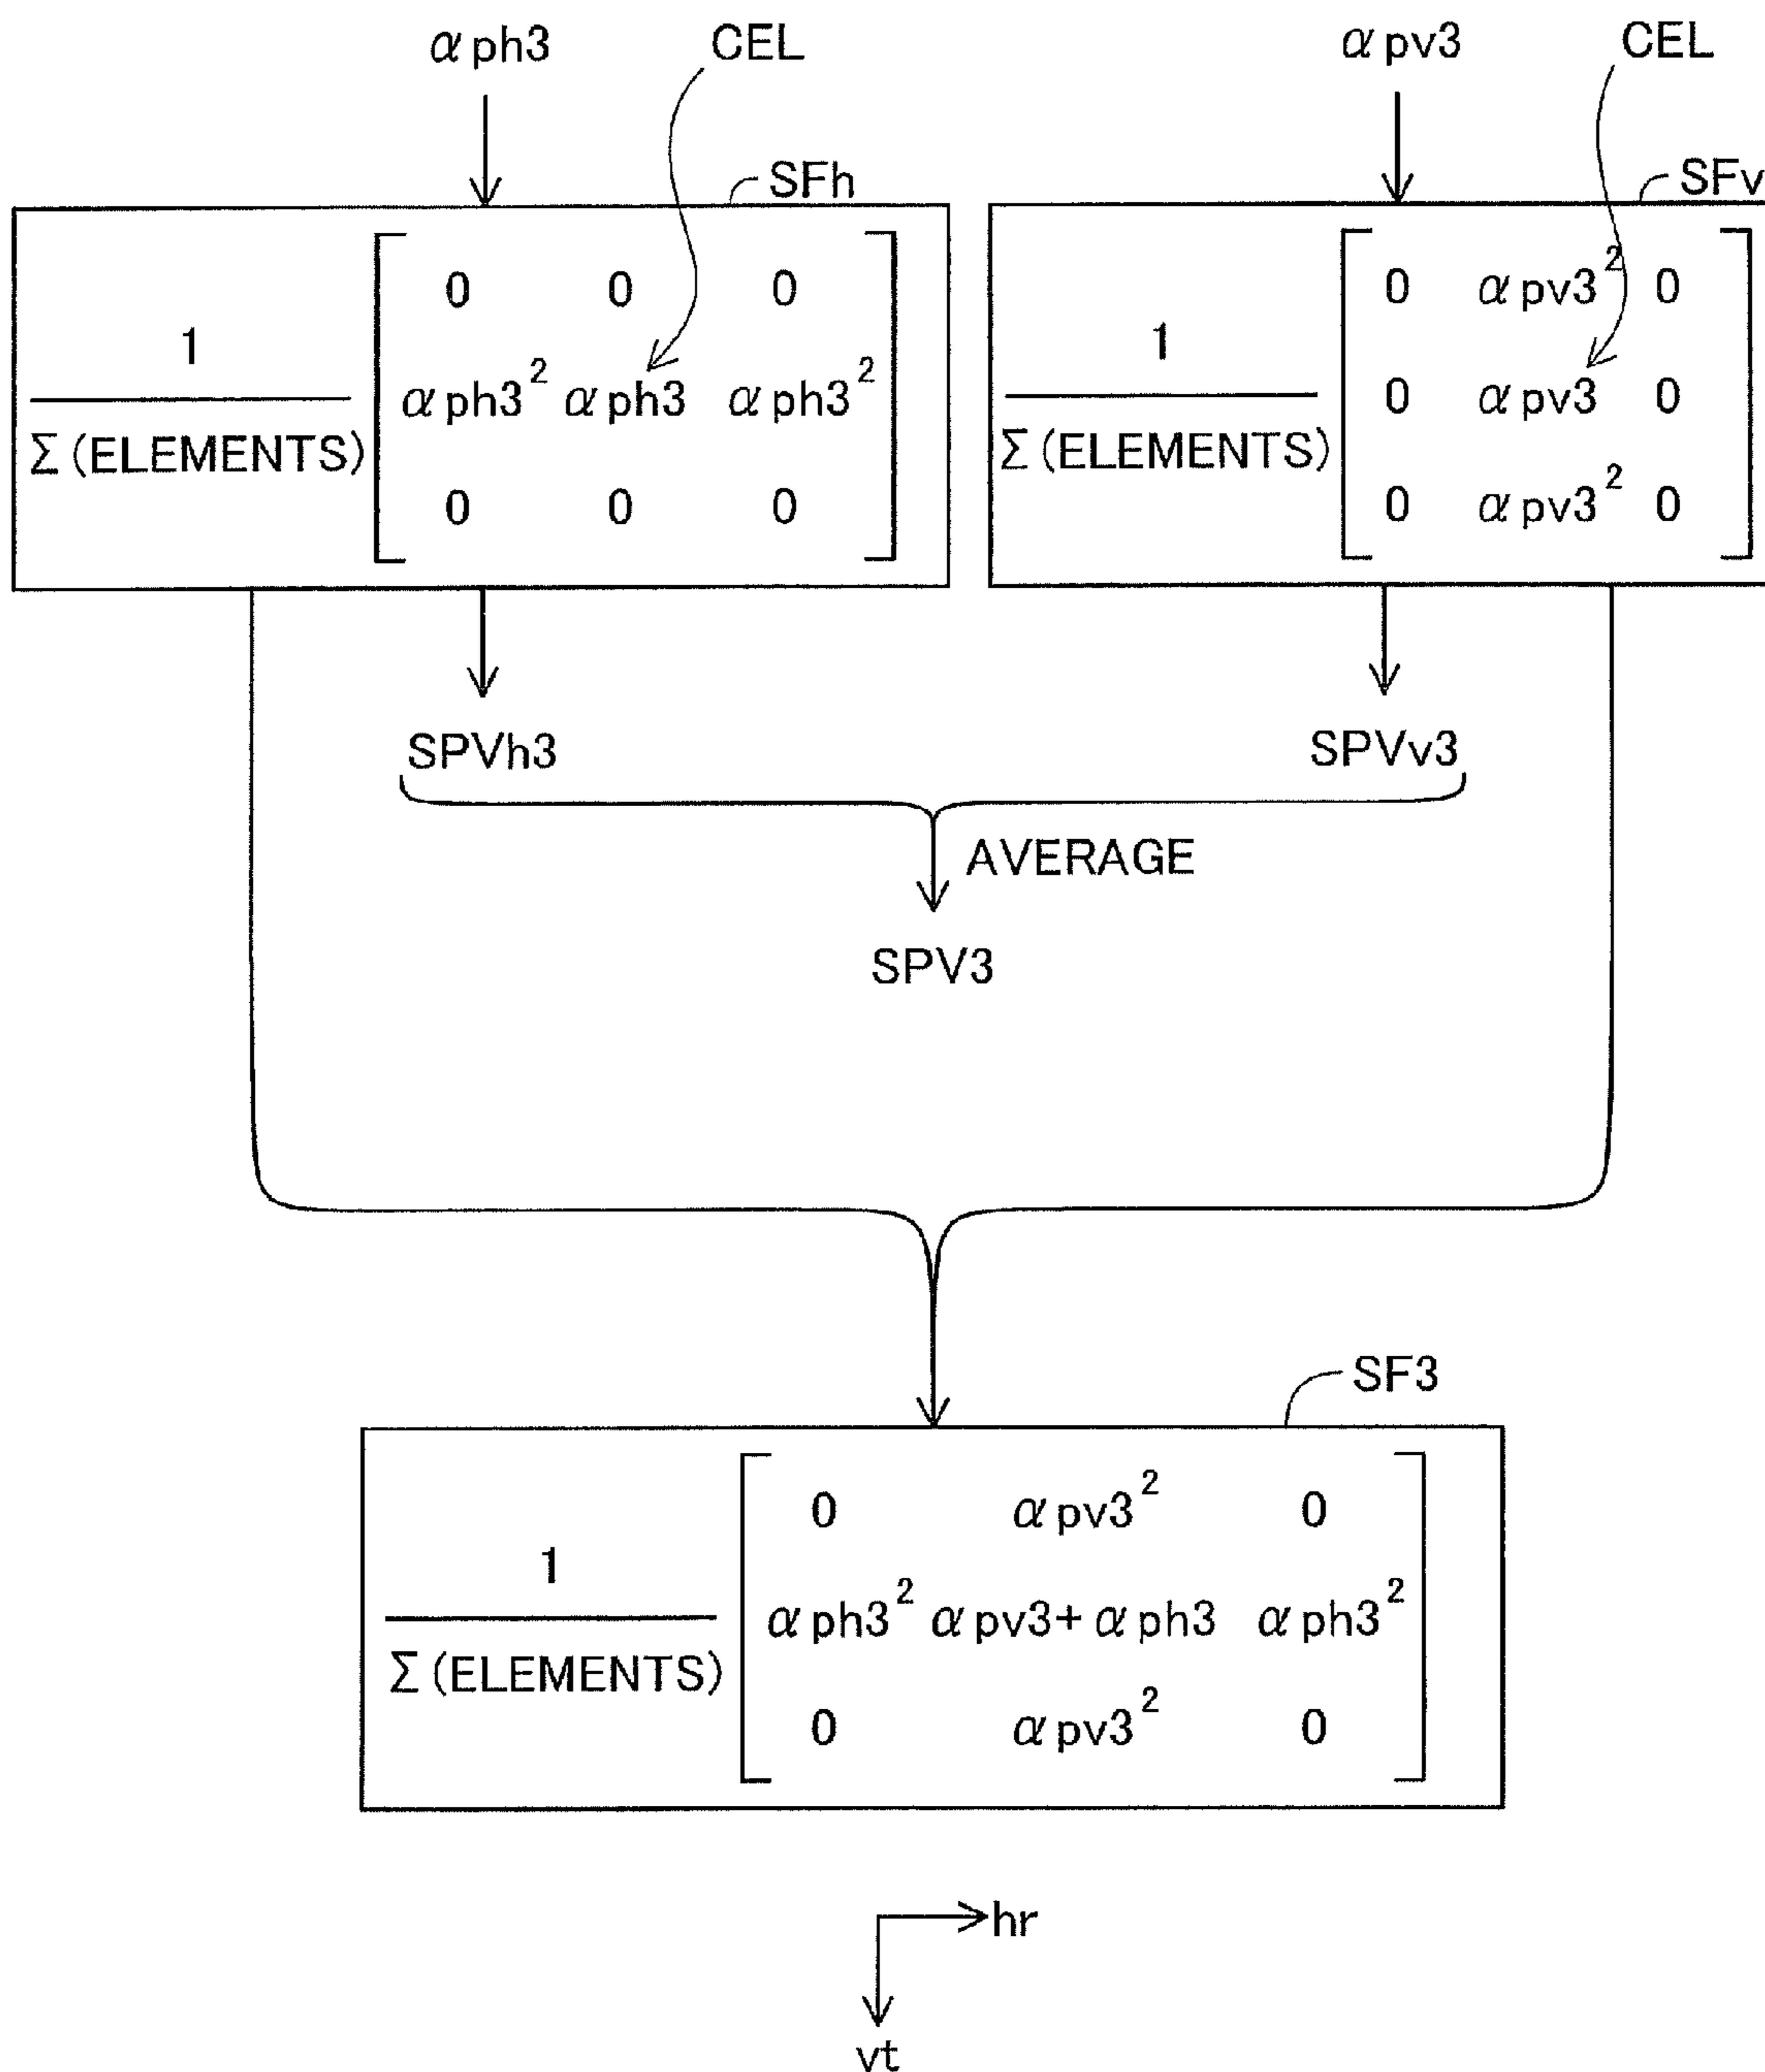 αph3 CEL αpv3 CEL
SFh SFv
0 0 0
1
αph3² αph3 αph3²
Σ(ELEMENTS)
0 0 0
0 αpv3² 0
1
0 αpv3 0
Σ(ELEMENTS)
0 αpv3² 0
SPVh3 SPVv3
AVERAGE
SPV3
SF3
0 αpv3² 0
1
αph3² αpv3+αph3 αph3²
Σ(ELEMENTS)
0 αpv3² 0
hr
vt